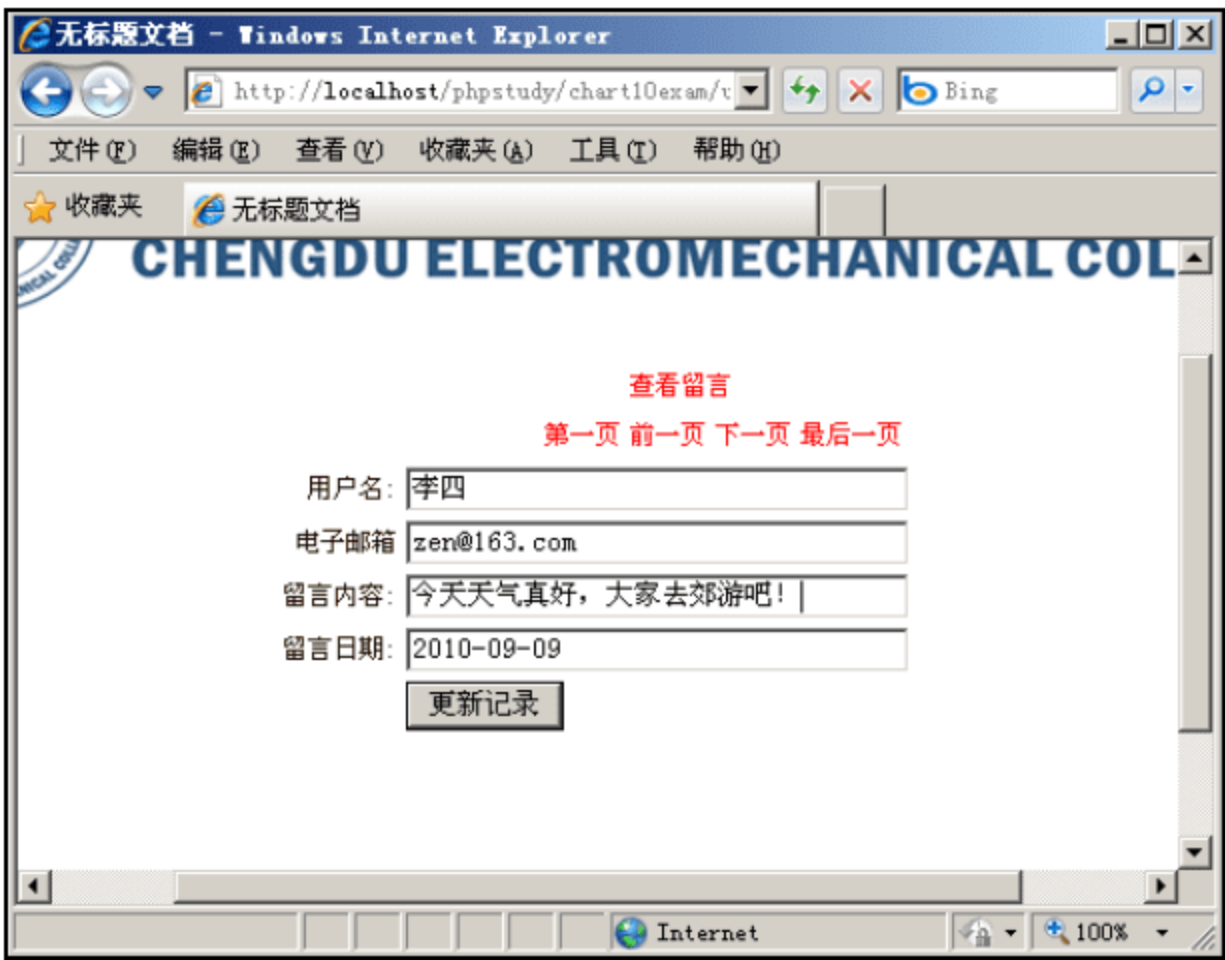 无标题文档 - Windows Internet Explorer
http://localhost/phpstudy/chart10exam/v
Bing
文件(F) 编辑(E) 查看(V) 收藏夹(A) 工具(T) 帮助(H)
收藏夹 无标题文档
CHENGDU ELECTROMECHANICAL COL
查看留言
第一页 前一页 下一页 最后一页
用户名: 李四
电子邮箱 zen@163.com
留言内容: 今天天气真好，大家去郊游吧！
留言日期: 2010-09-09
更新记录
Internet 100%